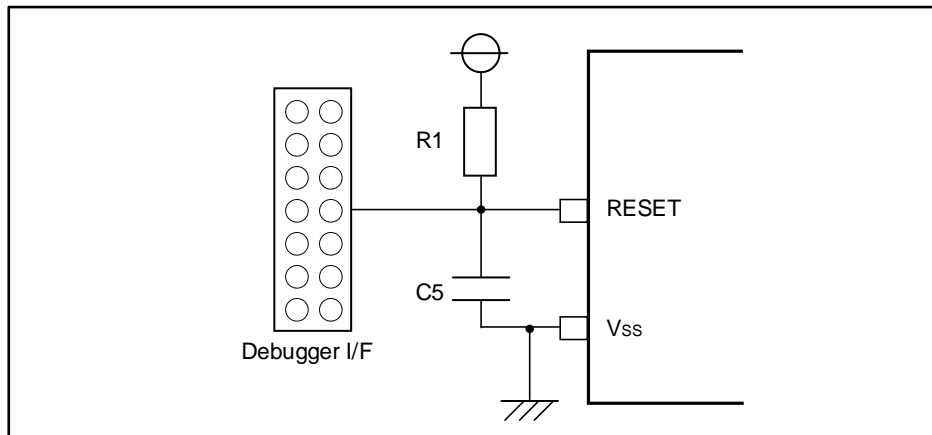 R1
RESET
C5
Vss
Debugger I/F